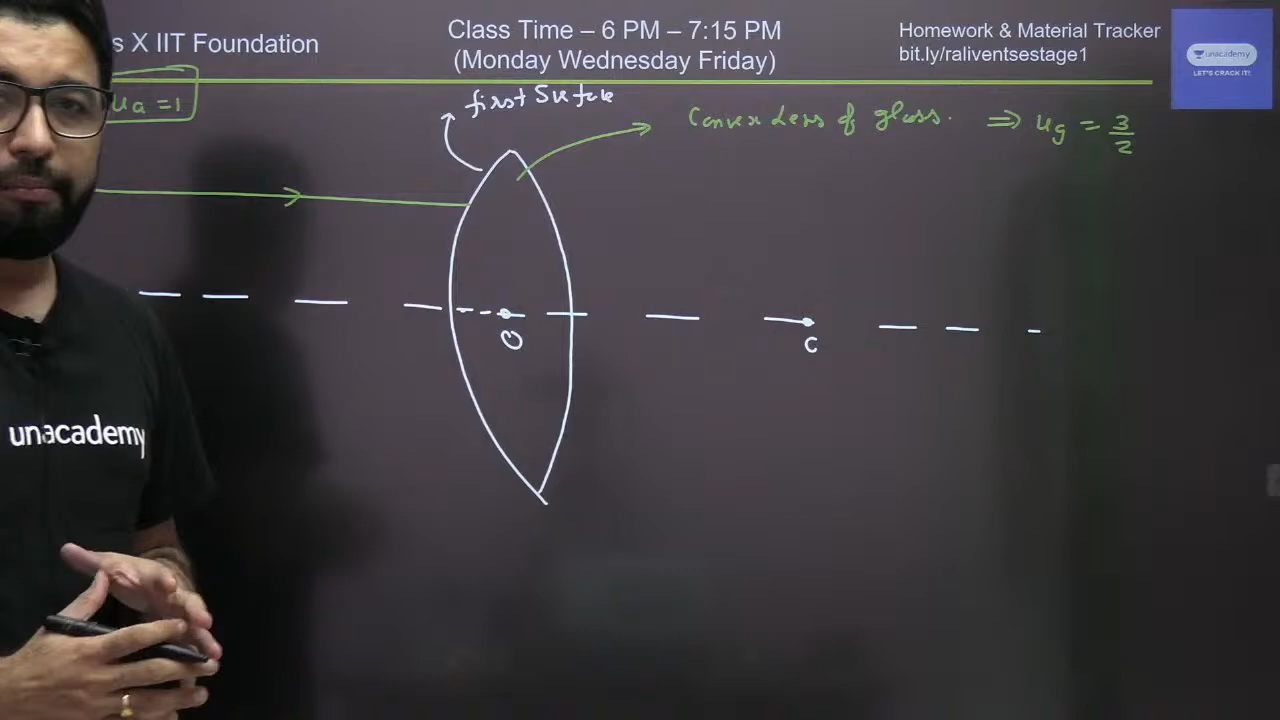 s X IIT Foundation
Class Time – 6 PM – 7:15 PM
(Monday Wednesday Friday)
Homework & Material Tracker
bit.ly/raliventsestage1
unacademy
LET'S CRACK IT!
μa = 1
first Surface
Convex Lens of glass. ⇒ μg = 3/2
O
C
unacademy